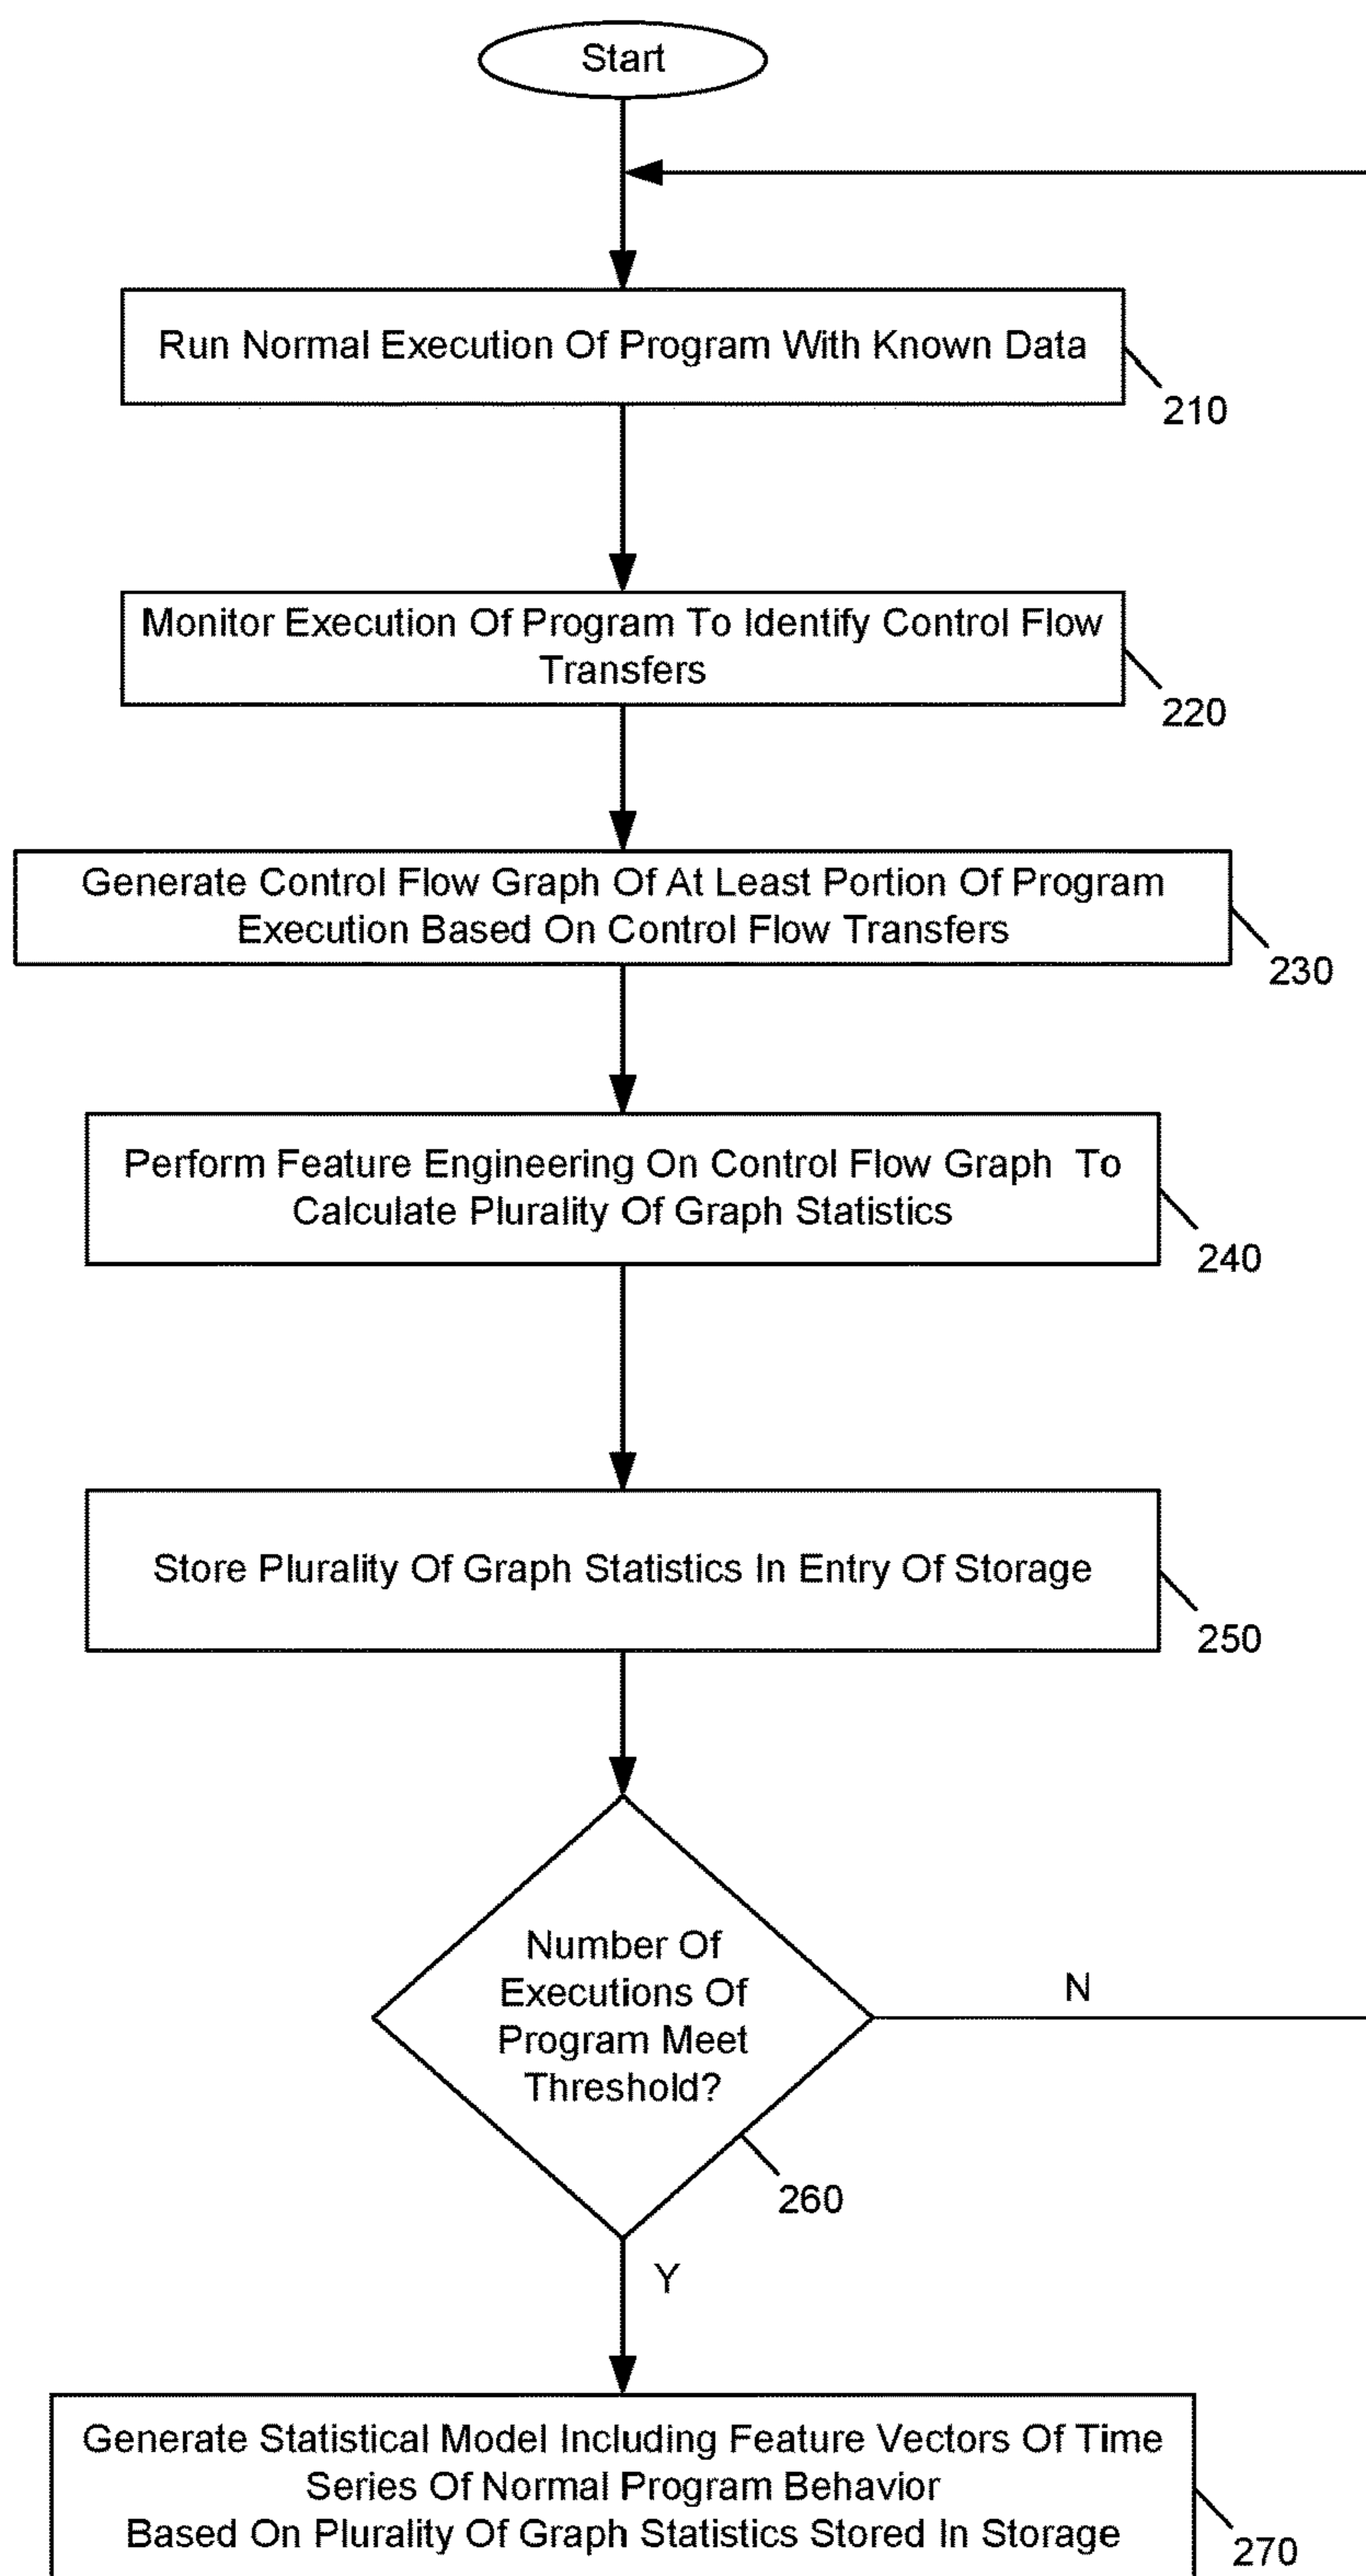 Start
Run Normal Execution Of Program With Known Data
210
Monitor Execution Of Program To Identify Control Flow
Transfers
220
Generate Control Flow Graph Of At Least Portion Of Program
Execution Based On Control Flow Transfers
230
Perform Feature Engineering On Control Flow Graph To
Calculate Plurality Of Graph Statistics
240
Store Plurality Of Graph Statistics In Entry Of Storage
250
Number Of
Executions Of
Program Meet
Threshold?
N
260
Y
Generate Statistical Model Including Feature Vectors Of Time
Series Of Normal Program Behavior
Based On Plurality Of Graph Statistics Stored In Storage
270